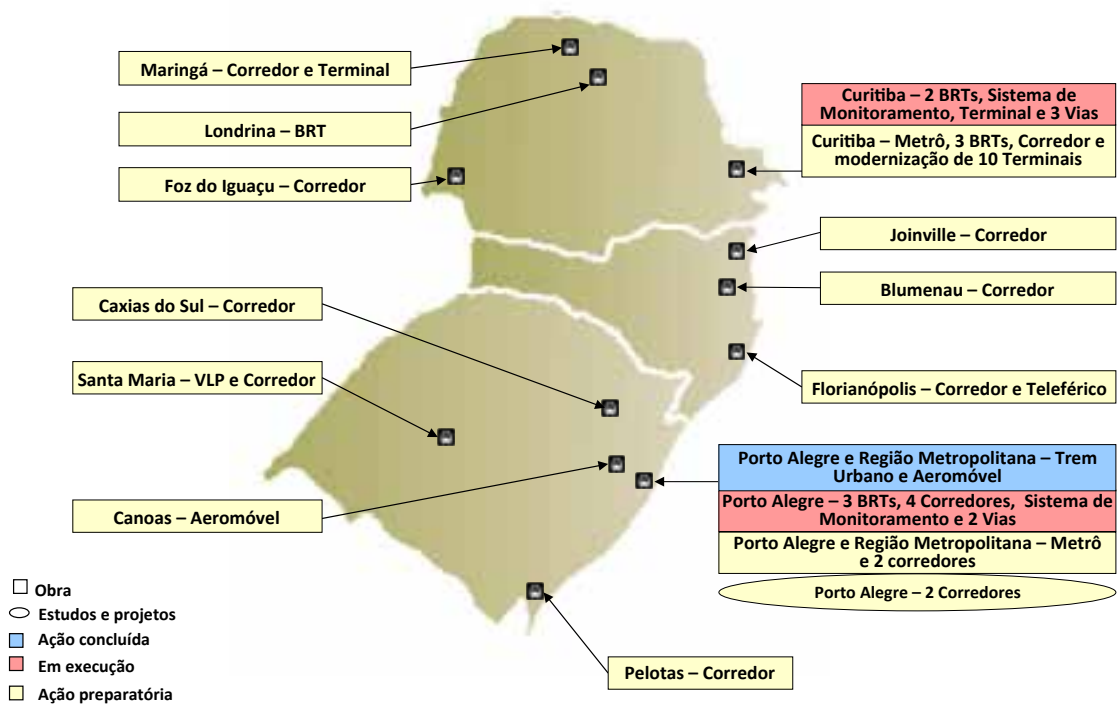 Maringá – Corredor e Terminal
Londrina – BRT
Foz do Iguaçu – Corredor
Curitiba – 2 BRTs, Sistema de
Monitoramento, Terminal e 3 Vias
Curitiba – Metrô, 3 BRTs, Corredor e
modernização de 10 Terminais
Joinville – Corredor
Blumenau – Corredor
Florianópolis – Corredor e Teleférico
Caxias do Sul – Corredor
Santa Maria – VLP e Corredor
Canoas – Aeromóvel
Porto Alegre e Região Metropolitana – Trem
Urbano e Aeromóvel
Porto Alegre – 3 BRTs, 4 Corredores, Sistema de
Monitoramento e 2 Vias
Porto Alegre e Região Metropolitana – Metrô
e 2 corredores
Porto Alegre – 2 Corredores
Pelotas – Corredor
Obra
Estudos e projetos
Ação concluída
Em execução
Ação preparatória